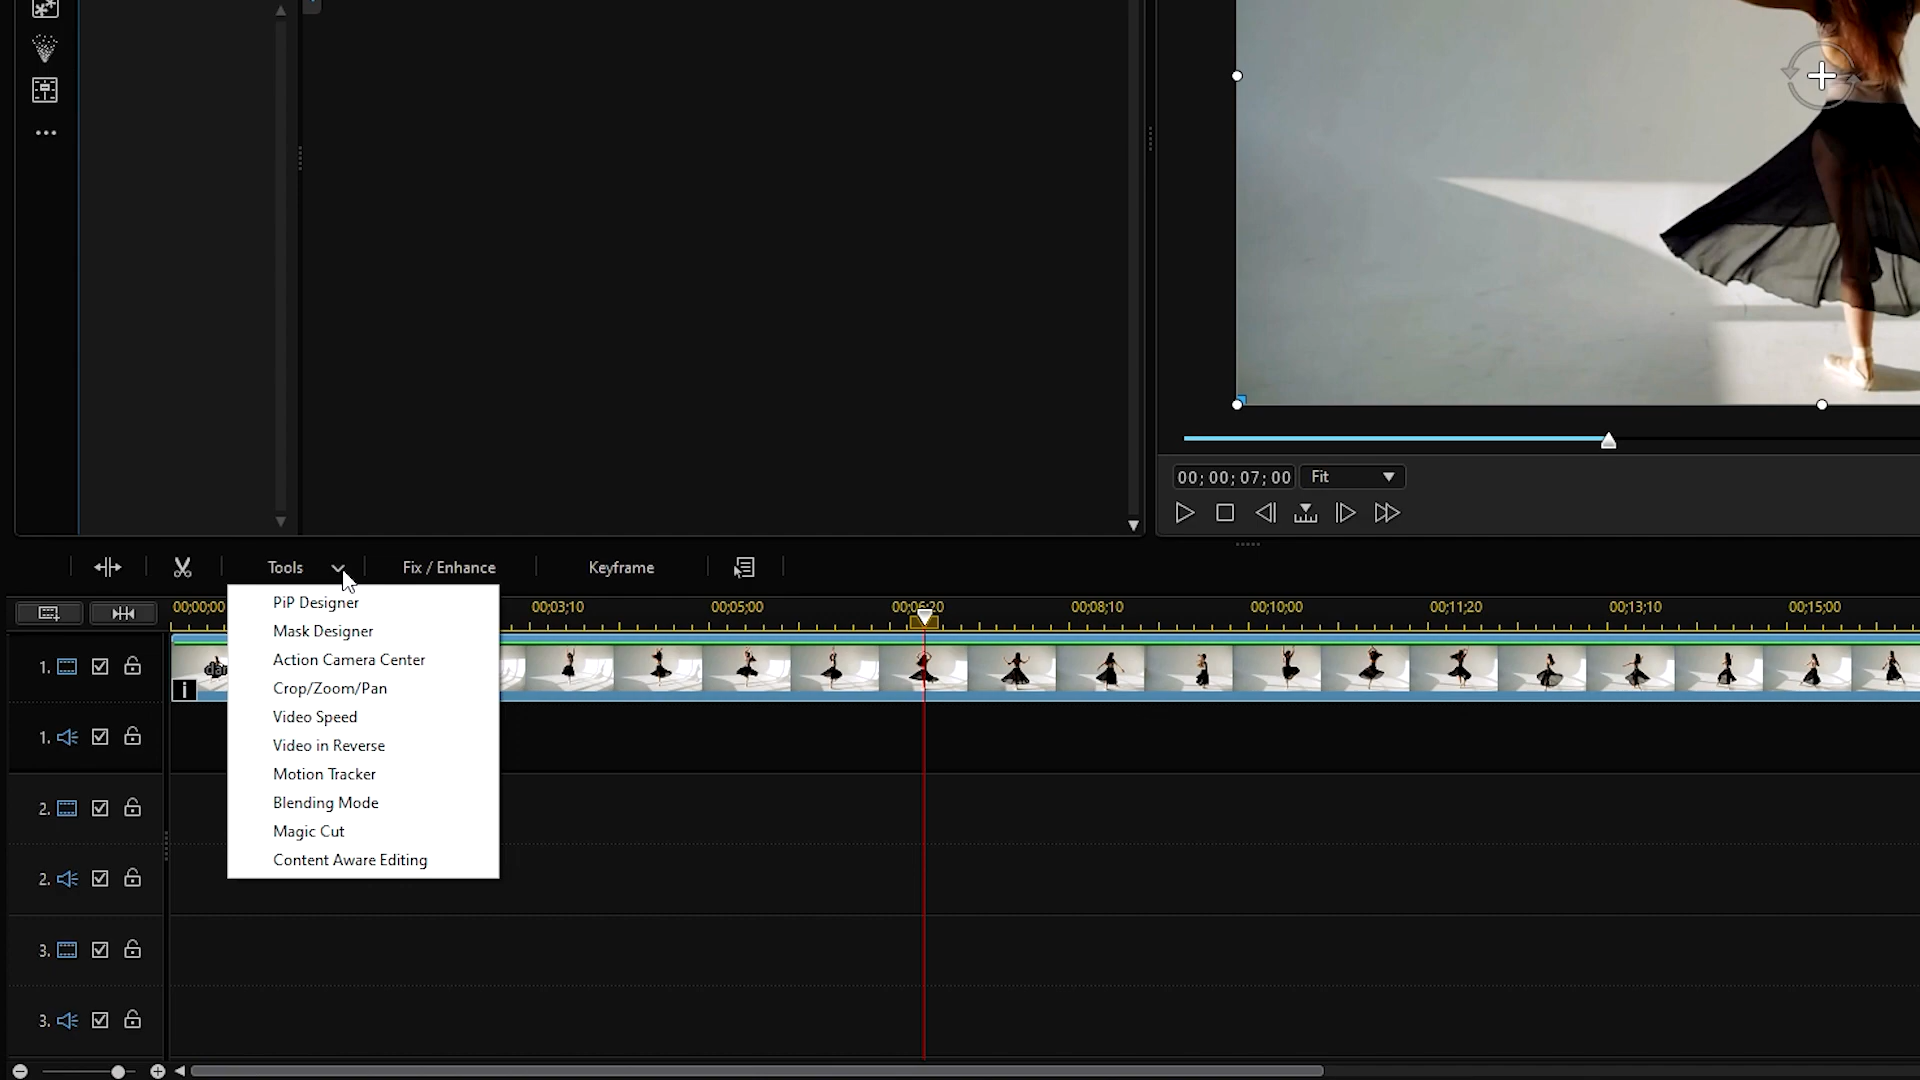 00;00;07;00 Fit
Tools Fix / Enhance Keyframe
PiP Designer
Mask Designer
Action Camera Center
Crop/Zoom/Pan
Video Speed
Video in Reverse
Motion Tracker
Blending Mode
Magic Cut
Content Aware Editing
00;00;00 00;03;10 00;05;00 00;06;20 00;08;10 00;10;00 00;11;20 00;13;10 00;15;00
1.
i
1.
2.
2.
3.
3.